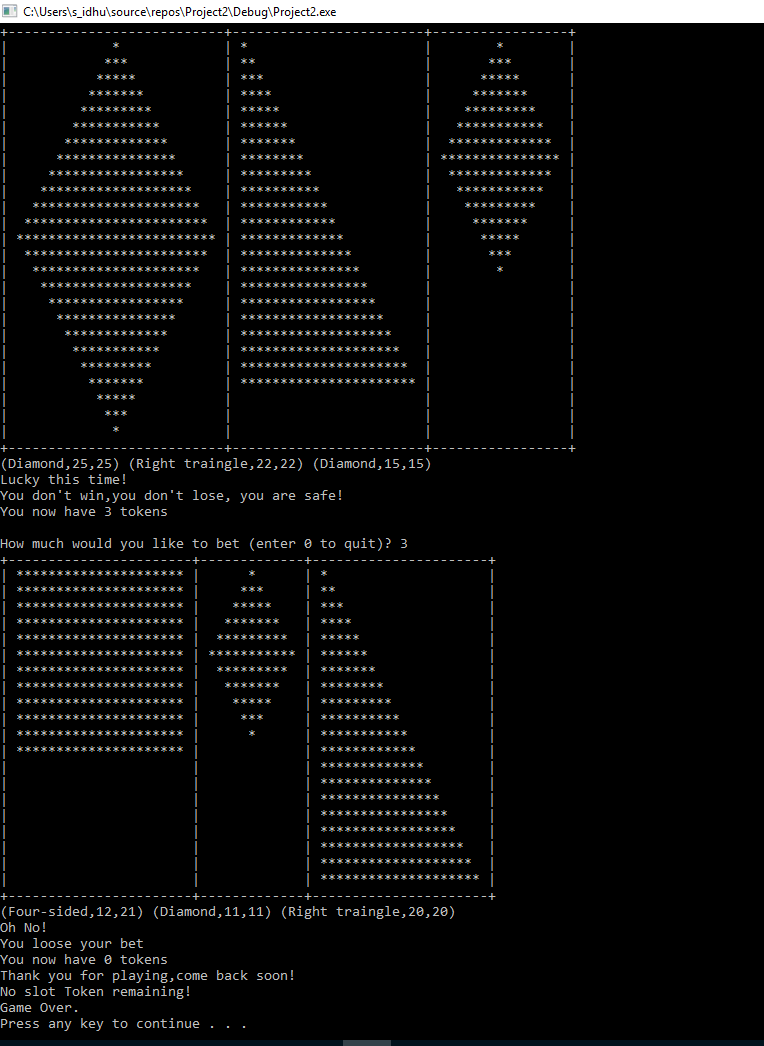 +---------------------------+------------------------+-----------------+
|             *             | *                      |        *        |
|            ***            | **                     |       ***       |
|           *****           | ***                    |      *****      |
|          *******          | ****                   |     *******     |
|         *********         | *****                  |    *********    |
|        ***********        | ******                 |   ***********   |
|       *************       | *******                |  *************  |
|      ***************      | ********               | *************** |
|     *****************     | *********              |  *************  |
|    *******************    | **********             |   ***********   |
|   *********************   | ***********            |    *********    |
|  ***********************  | ************           |     *******     |
| ************************* | *************          |      *****      |
|  ***********************  | **************         |       ***       |
|   *********************   | ***************        |        *        |
|    *******************    | ****************       |                 |
|     *****************     | *****************      |                 |
|      ***************      | ******************     |                 |
|       *************       | *******************    |                 |
|        ***********        | ********************   |                 |
|         *********         | *********************  |                 |
|          *******          | ********************** |                 |
|           *****           |                        |                 |
|            ***            |                        |                 |
|             *             |                        |                 |
+---------------------------+------------------------+-----------------+
C:\Users\s_idhu\source\repos\Project2\Debug\Project2.exe
(Diamond,25,25) (Right traingle,22,22) (Diamond,15,15)
Lucky this time!
You don't win,you don't lose, you are safe!
You now have 3 tokens
How much would you like to bet (enter 0 to quit)? 3
+-----------------------+-------------+----------------------+
| ********************* |      *      | *                    |
| ********************* |     ***     | **                   |
| ********************* |    *****    | ***                  |
| ********************* |   *******   | ****                 |
| ********************* |  *********  | *****                |
| ********************* | *********** | ******               |
| ********************* |  *********  | *******              |
| ********************* |   *******   | ********             |
| ********************* |    *****    | *********            |
| ********************* |     ***     | **********           |
| ********************* |      *      | ***********          |
| ********************* |             | ************         |
|                       |             | *************        |
|                       |             | **************       |
|                       |             | ***************      |
|                       |             | ****************     |
|                       |             | *****************    |
|                       |             | ******************   |
|                       |             | *******************  |
|                       |             | ******************** |
+-----------------------+-------------+----------------------+
(Four-sided,12,21) (Diamond,11,11) (Right traingle,20,20)
Oh No!
You loose your bet
You now have 0 tokens
Thank you for playing,come back soon!
No slot Token remaining!
Game Over.
Press any key to continue . . .